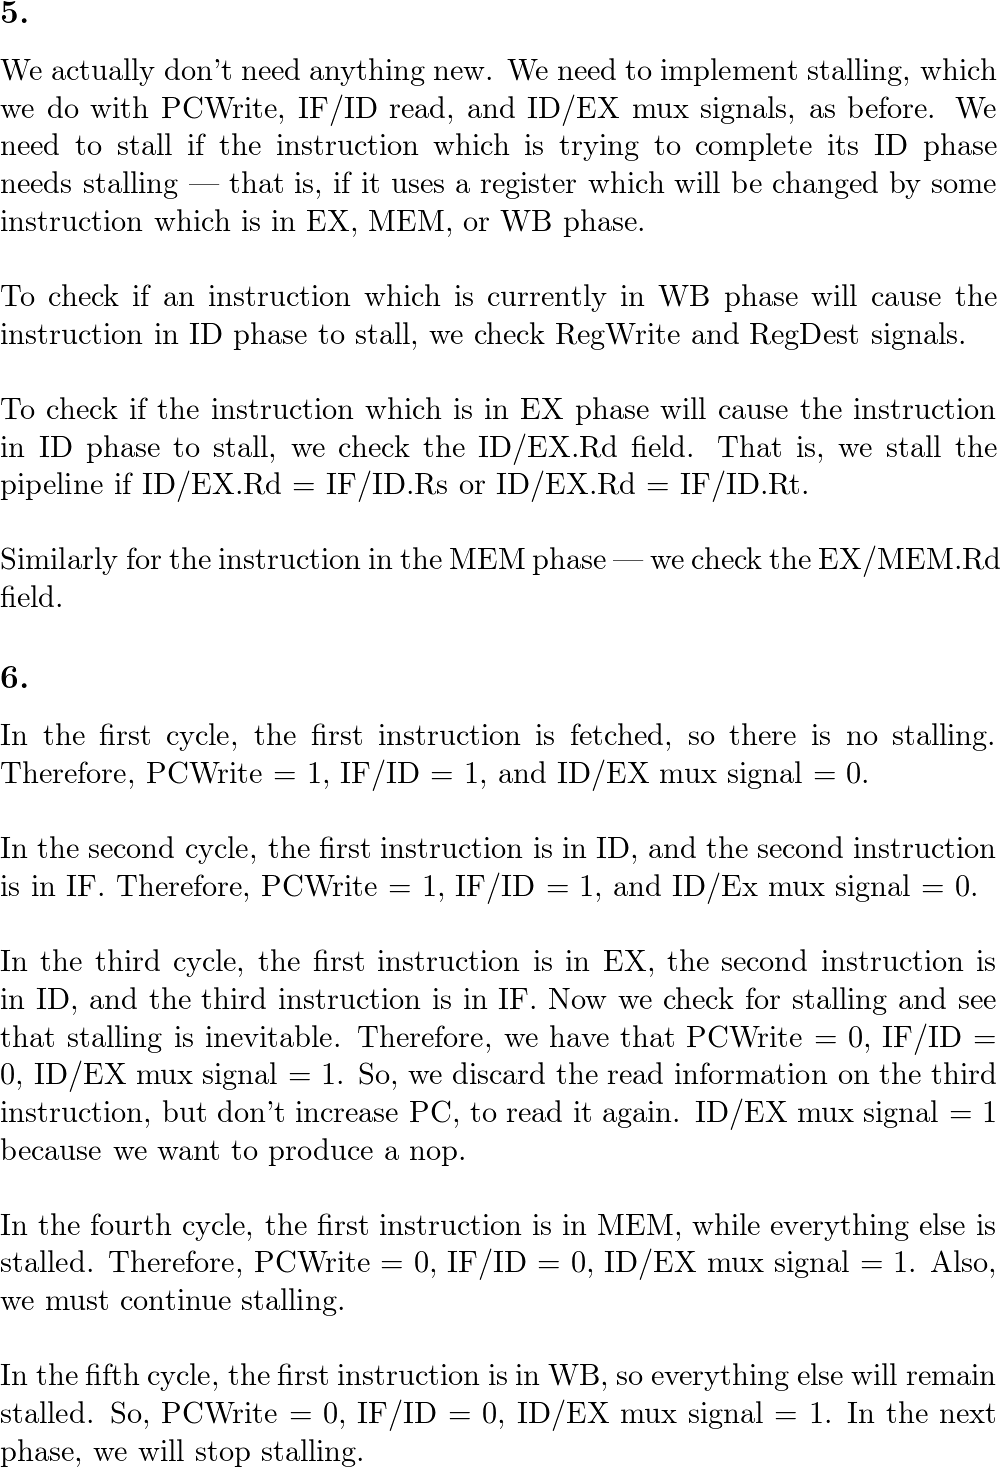 5.
We actually don't need anything new. We need to implement stalling, which
we do with PCWrite, IF/ID read, and ID/EX mux signals, as before. We
need to stall if the instruction which is trying to complete its ID phase
needs stalling — that is, if it uses a register which will be changed by some
instruction which is in EX, MEM, or WB phase.
To check if an instruction which is currently in WB phase will cause the
instruction in ID phase to stall, we check RegWrite and RegDest signals.
To check if the instruction which is in EX phase will cause the instruction
in ID phase to stall, we check the ID/EX.Rd field. That is, we stall the
pipeline if ID/EX.Rd = IF/ID.Rs or ID/EX.Rd = IF/ID.Rt.
Similarly for the instruction in the MEM phase — we check the EX/MEM.Rd
field.
6.
In the first cycle, the first instruction is fetched, so there is no stalling.
Therefore, PCWrite = 1, IF/ID = 1, and ID/EX mux signal = 0.
In the second cycle, the first instruction is in ID, and the second instruction
is in IF. Therefore, PCWrite = 1, IF/ID = 1, and ID/Ex mux signal = 0.
In the third cycle, the first instruction is in EX, the second instruction is
in ID, and the third instruction is in IF. Now we check for stalling and see
that stalling is inevitable. Therefore, we have that PCWrite = 0, IF/ID =
0, ID/EX mux signal = 1. So, we discard the read information on the third
instruction, but don't increase PC, to read it again. ID/EX mux signal = 1
because we want to produce a nop.
In the fourth cycle, the first instruction is in MEM, while everything else is
stalled. Therefore, PCWrite = 0, IF/ID = 0, ID/EX mux signal = 1. Also,
we must continue stalling.
In the fifth cycle, the first instruction is in WB, so everything else will remain
stalled. So, PCWrite = 0, IF/ID = 0, ID/EX mux signal = 1. In the next
phase, we will stop stalling.